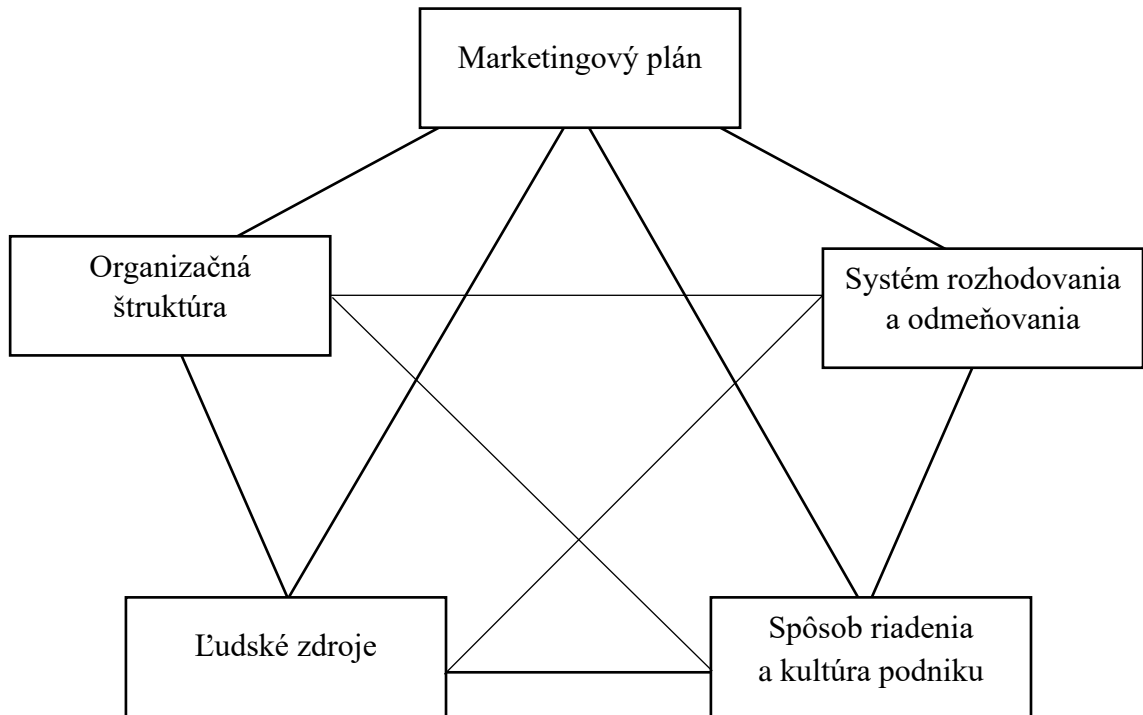 Marketingový plán
Organizačná
štruktúra
Systém rozhodovania
a odmeňovania
Ľudské zdroje
Spôsob riadenia
a kultúra podniku